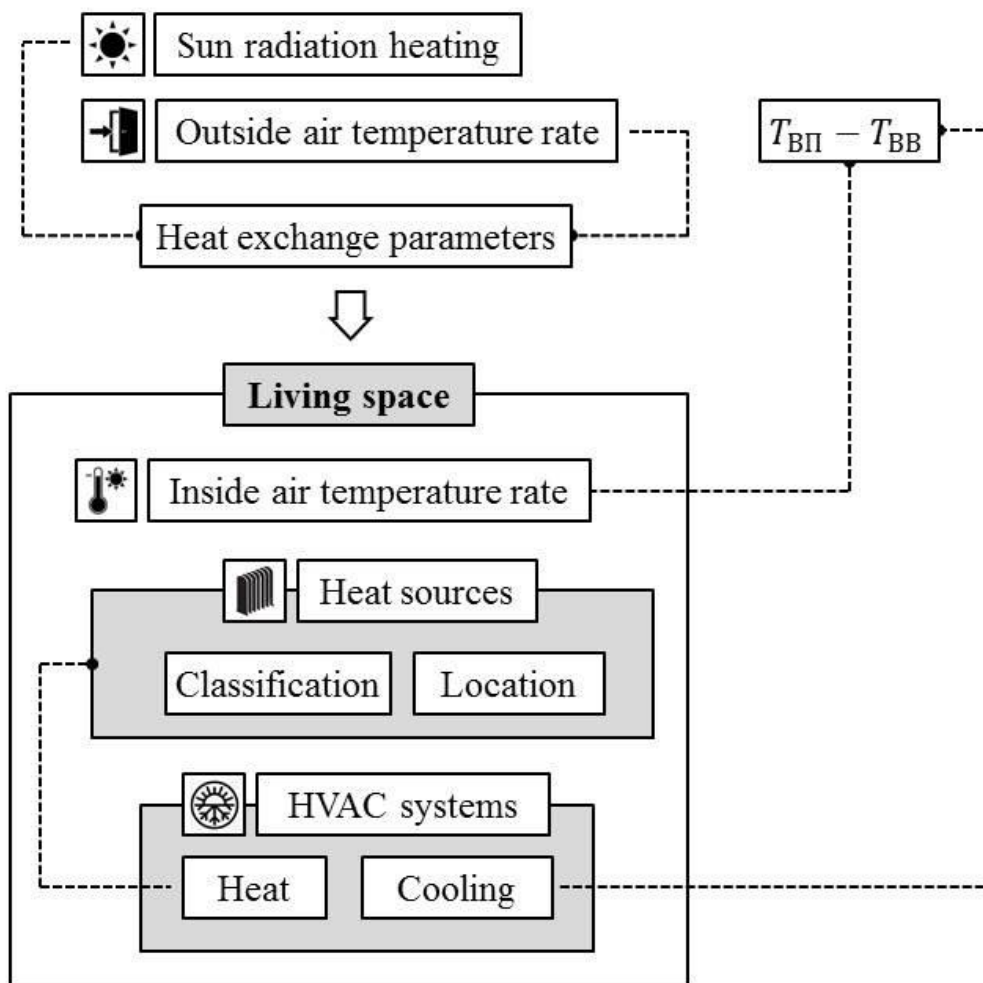 Sun radiation heating
Outside air temperature rate
T_ВП − T_ВВ
Heat exchange parameters
Living space
Inside air temperature rate
Heat sources
Classification
Location
HVAC systems
Heat
Cooling